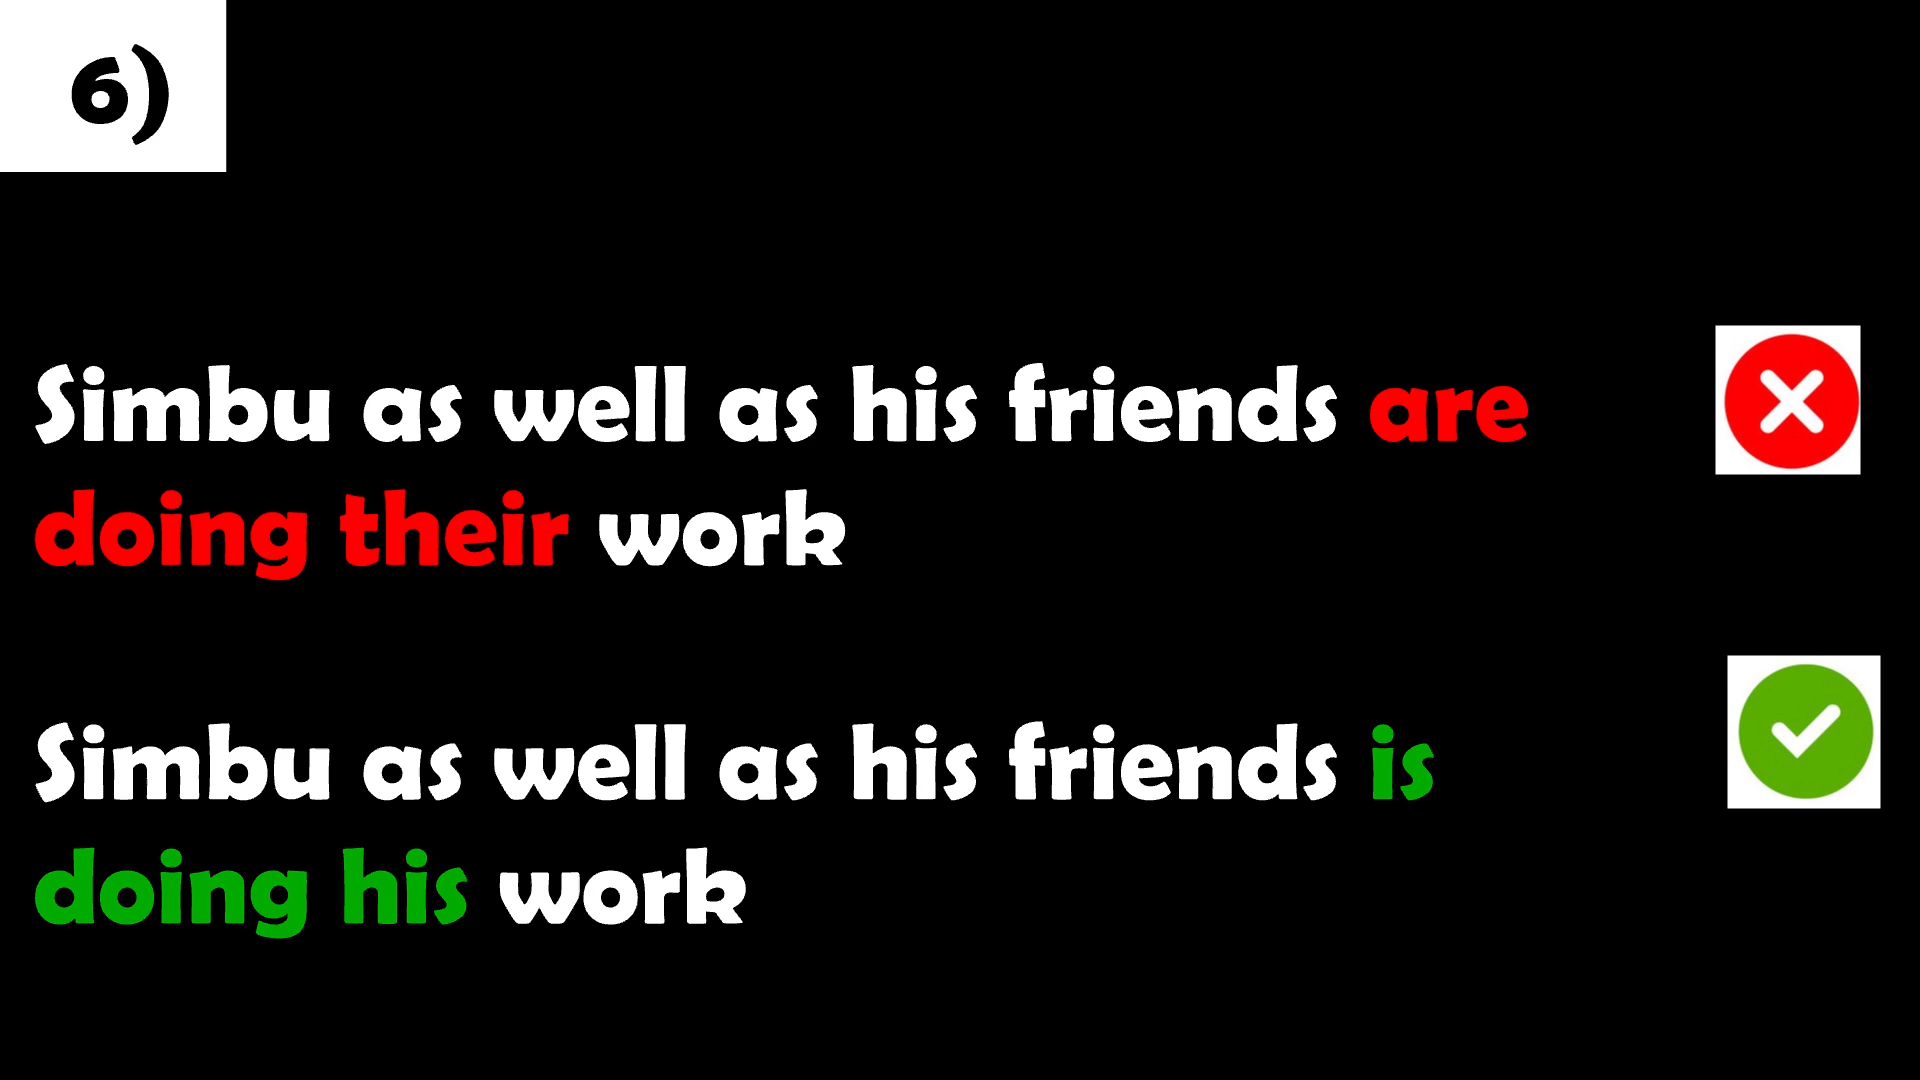 6)
Simbu as well as his friends are
doing their work
Simbu as well as his friends is
doing his work